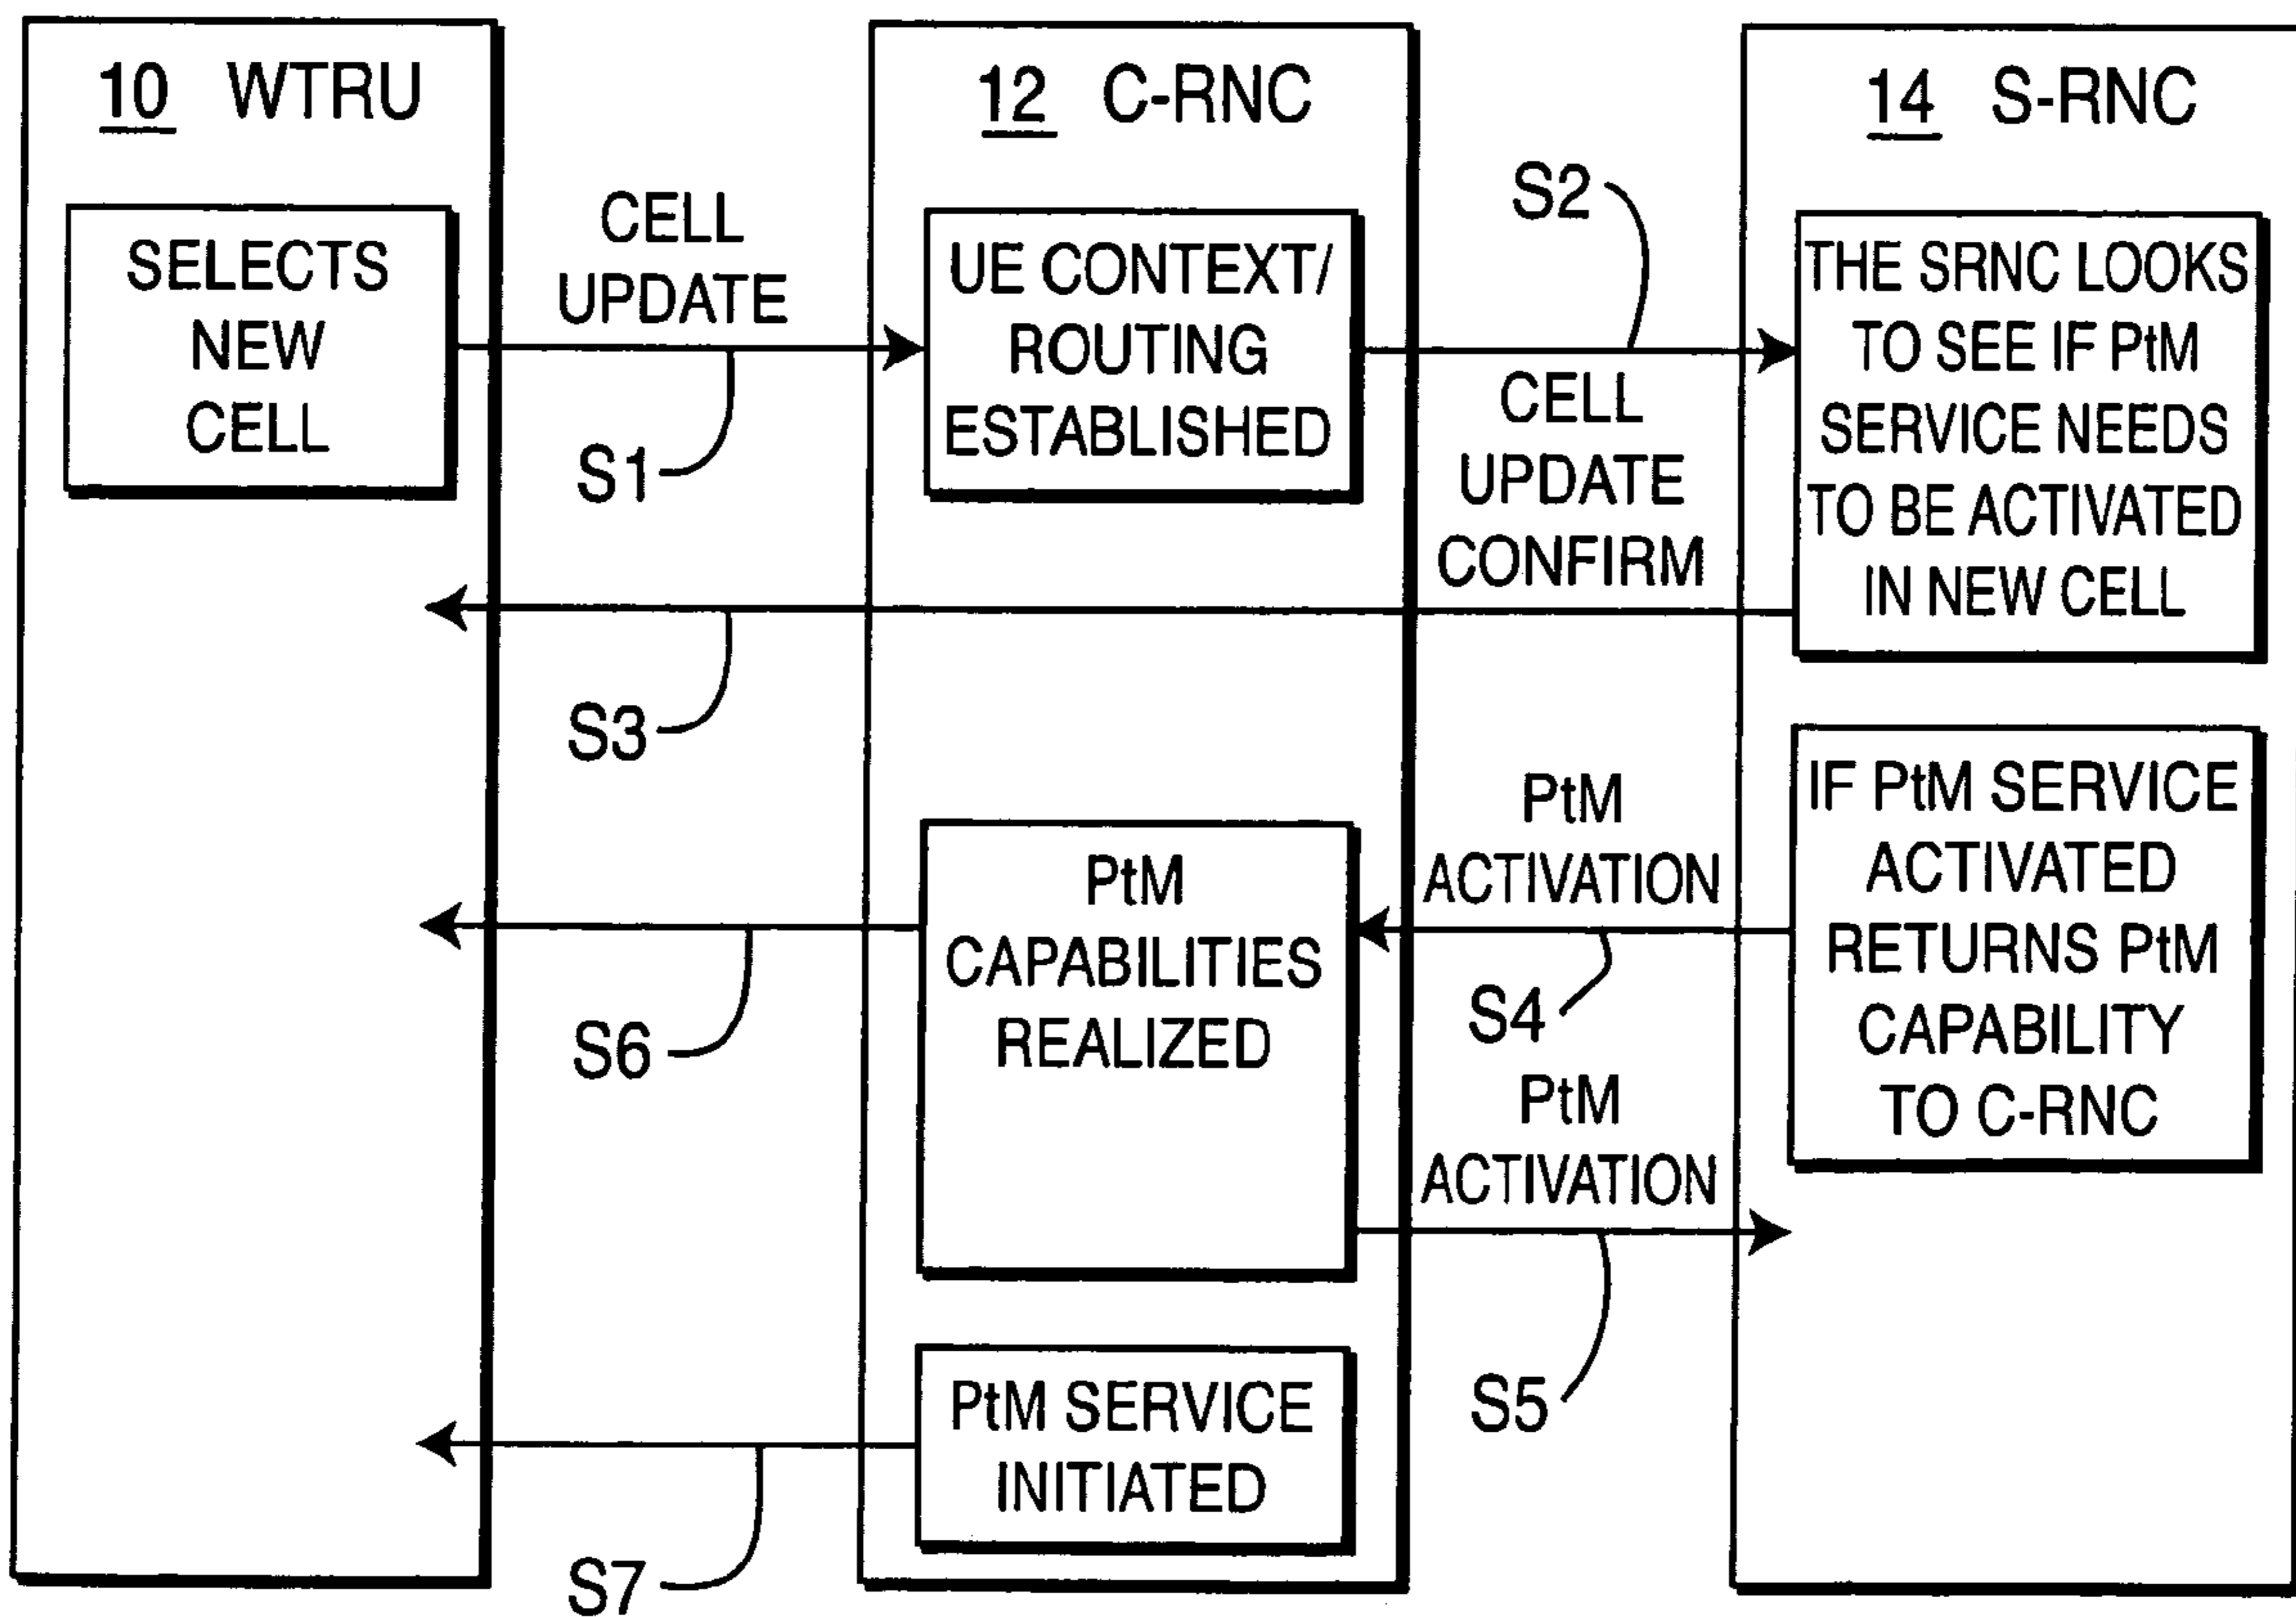 10 WTRU
12 C-RNC
14 S-RNC
SELECTS
NEW
CELL
CELL
UPDATE
S1
UE CONTEXT/
ROUTING
ESTABLISHED
S2
CELL
UPDATE
CONFIRM
THE SRNC LOOKS
TO SEE IF PtM
SERVICE NEEDS
TO BE ACTIVATED
IN NEW CELL
S3
PtM
CAPABILITIES
REALIZED
PtM
ACTIVATION
S4
IF PtM SERVICE
ACTIVATED
RETURNS PtM
CAPABILITY
TO C-RNC
S6
PtM
ACTIVATION
S5
PtM SERVICE
INITIATED
S7